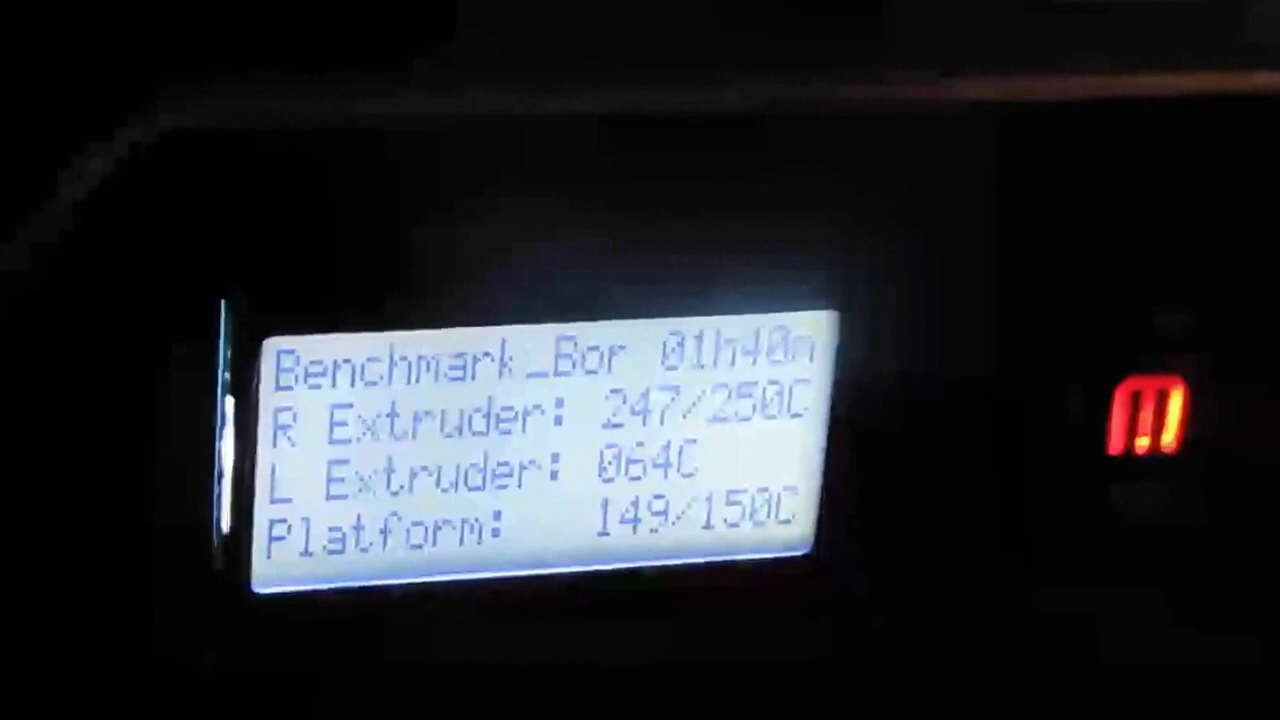 Benchmark_Bor 01h40m
R Extruder: 247/250C
L Extruder: 064C
Platform: 149/150C
M